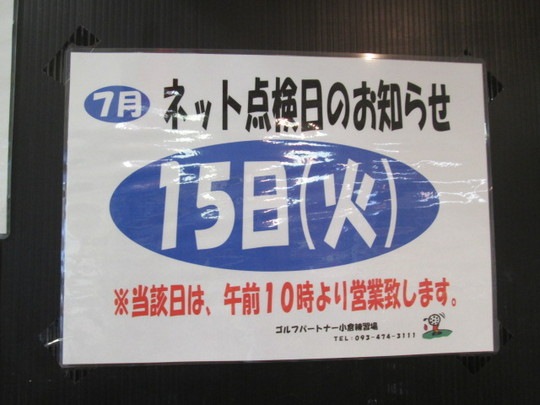 7月 ネット点検日のお知らせ
15日(火)
※当該日は、午前10時より営業致します。
ゴルフパートナー小倉練習場
TEL:093-474-3111